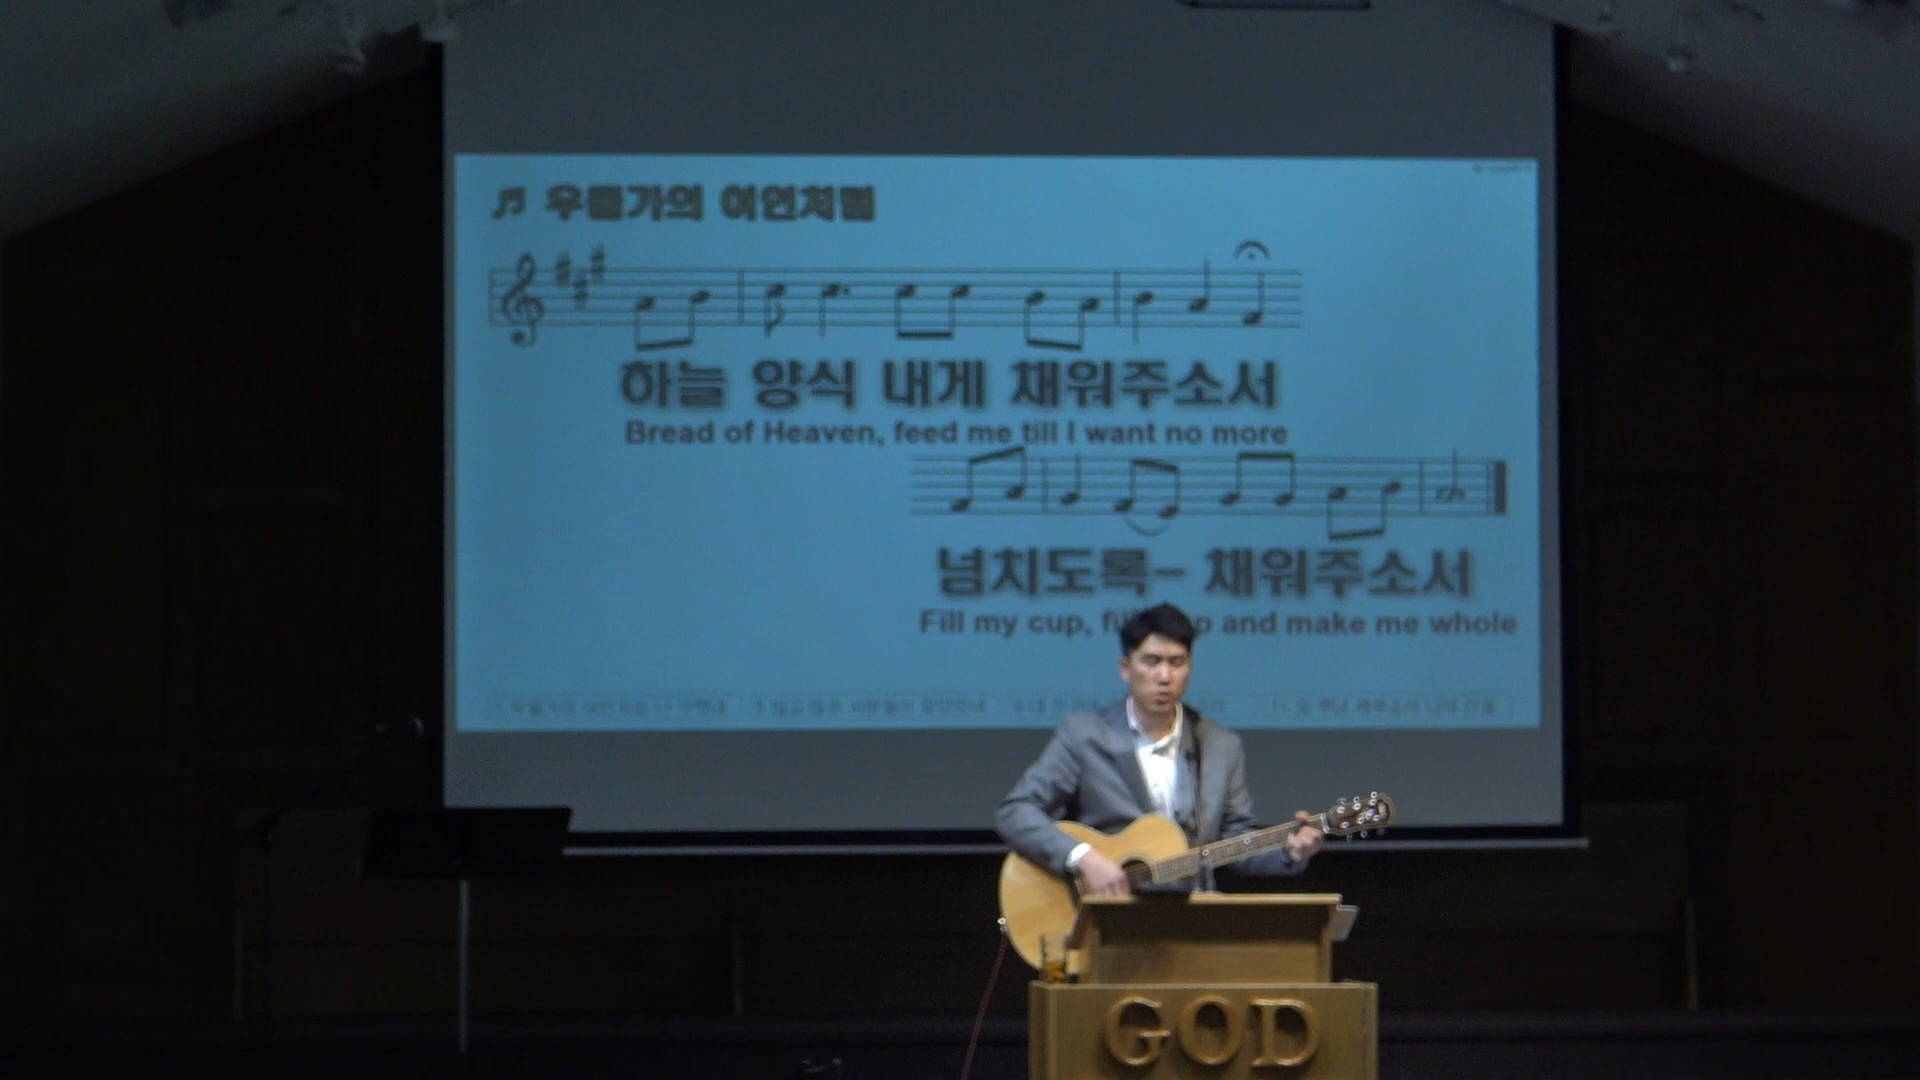 우물가의 여인처럼
하늘 양식 내게 채워주소서
Bread of Heaven, feed me till I want no more
넘치도록- 채워주소서
Fill my cup, and make me whole
GOD